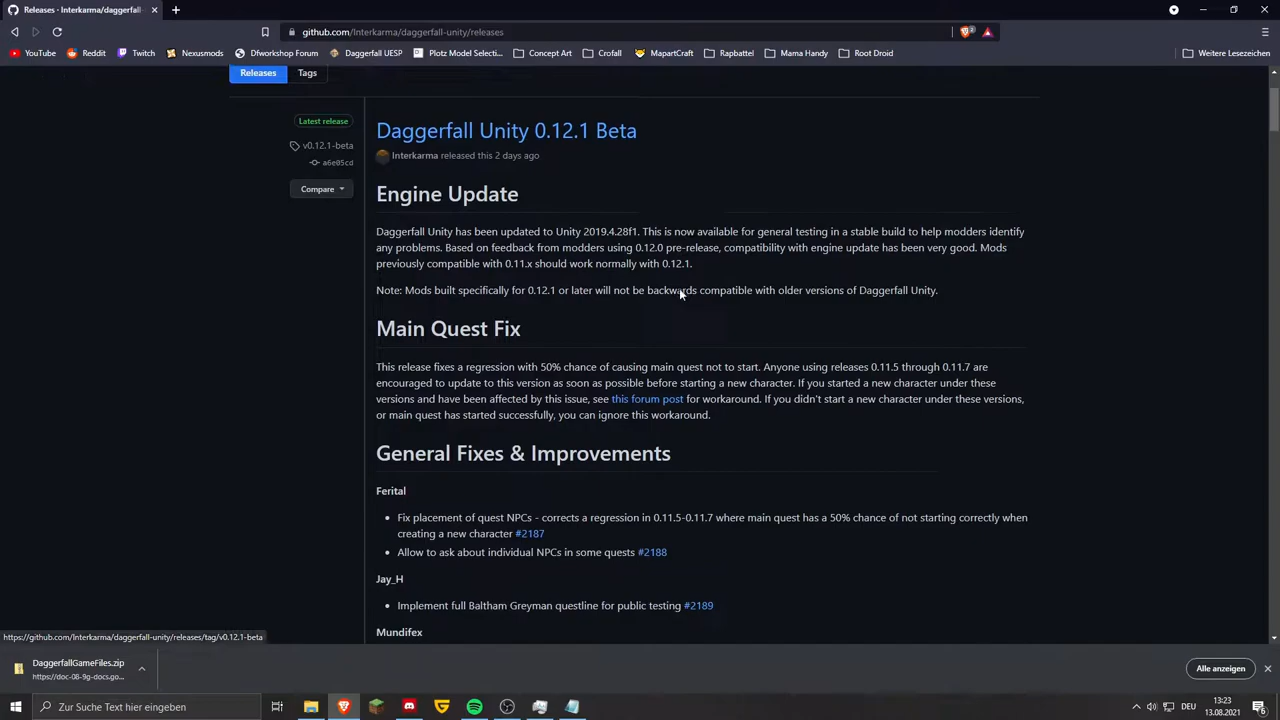 Releases · Interkarma/daggerfall-
github.com/Interkarma/daggerfall-unity/releases
YouTube Reddit Twitch Nexusmods Dfworkshop Forum Daggerfall UESP Plotz Model Selecti... Concept Art Crofall MapartCraft Rapbattel Mama Handy Root Droid Weitere Lesezeichen
Releases Tags
Latest release
Daggerfall Unity 0.12.1 Beta
v0.12.1-beta
Interkarma released this 2 days ago
a6e05cd
Compare
Engine Update
Daggerfall Unity has been updated to Unity 2019.4.28f1. This is now available for general testing in a stable build to help modders identify
any problems. Based on feedback from modders using 0.12.0 pre-release, compatibility with engine update has been very good. Mods
previously compatible with 0.11.x should work normally with 0.12.1.
Note: Mods built specifically for 0.12.1 or later will not be backwards compatible with older versions of Daggerfall Unity.
Main Quest Fix
This release fixes a regression with 50% chance of causing main quest not to start. Anyone using releases 0.11.5 through 0.11.7 are
encouraged to update to this version as soon as possible before starting a new character. If you started a new character under these
versions and have been affected by this issue, see this forum post for workaround. If you didn't start a new character under these versions,
or main quest has started successfully, you can ignore this workaround.
General Fixes & Improvements
Ferital
• Fix placement of quest NPCs - corrects a regression in 0.11.5-0.11.7 where main quest has a 50% chance of not starting correctly when
creating a new character #2187
• Allow to ask about individual NPCs in some quests #2188
Jay_H
• Implement full Baltham Greyman questline for public testing #2189
Mundifex
https://github.com/Interkarma/daggerfall-unity/releases/tag/v0.12.1-beta
DaggerfallGameFiles.zip
https://doc-08-9g-docs.go...
Alle anzeigen
Zur Suche Text hier eingeben
DEU
13:23
13.08.2021